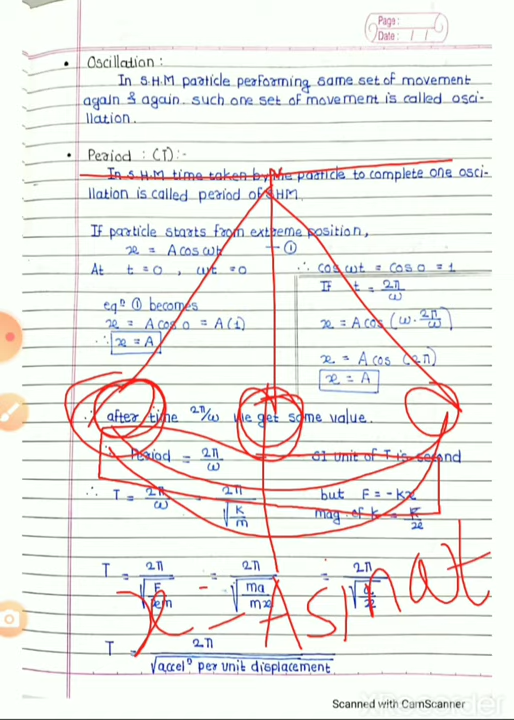 Page:
Date: / /
• Oscillation:
In S.H.M particle performing same set of movement
again & again. such one set of movement is called osci-
llation.
• Period: (T):-
In S.H.M time taken by the particle to complete one osci-
llation is called period of SHM.
If particle starts from extreme position,
x = A cos ωt — ①
At t = 0, ωt = 0 ∴ cos ωt = cos 0 = 1
eqⁿ ① becomes
x = A cos 0 = A(1)
∴ x = A
If t = 2π/ω
x = A cos (ω · 2π/ω)
x = A cos (2π)
x = A
∴ after time 2π/ω we get same value.
∴ Period = 2π/ω SI unit of T is second
∴ T = 2π/ω = 2π/√(k/m) but F = -kx
mag. of k = F/x
T = 2π/√(F/xm) = 2π/√(ma/mx) = 2π/√(a/x)
T = 2π/√(accelⁿ per unit displacement)
x = A sin ωt
Scanned with CamScanner
XRecorder